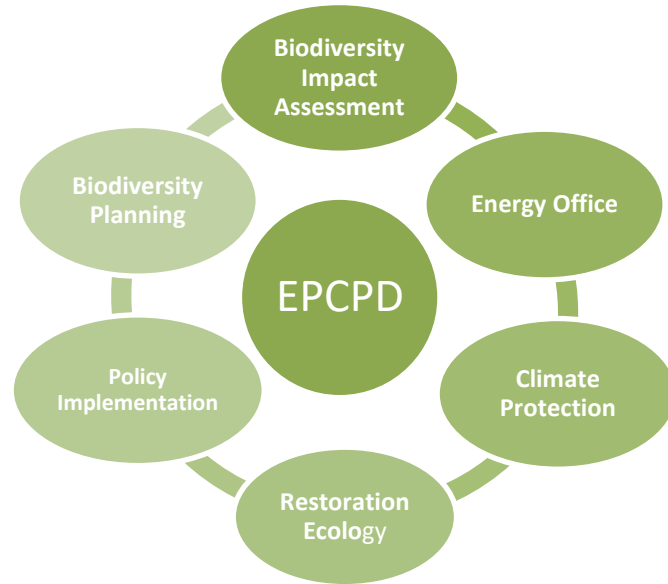 Biodiversity
Impact
Assessment
Biodiversity
Planning
Energy Office
EPCPD
Policy
Implementation
Climate
Protection
Restoration
Ecology